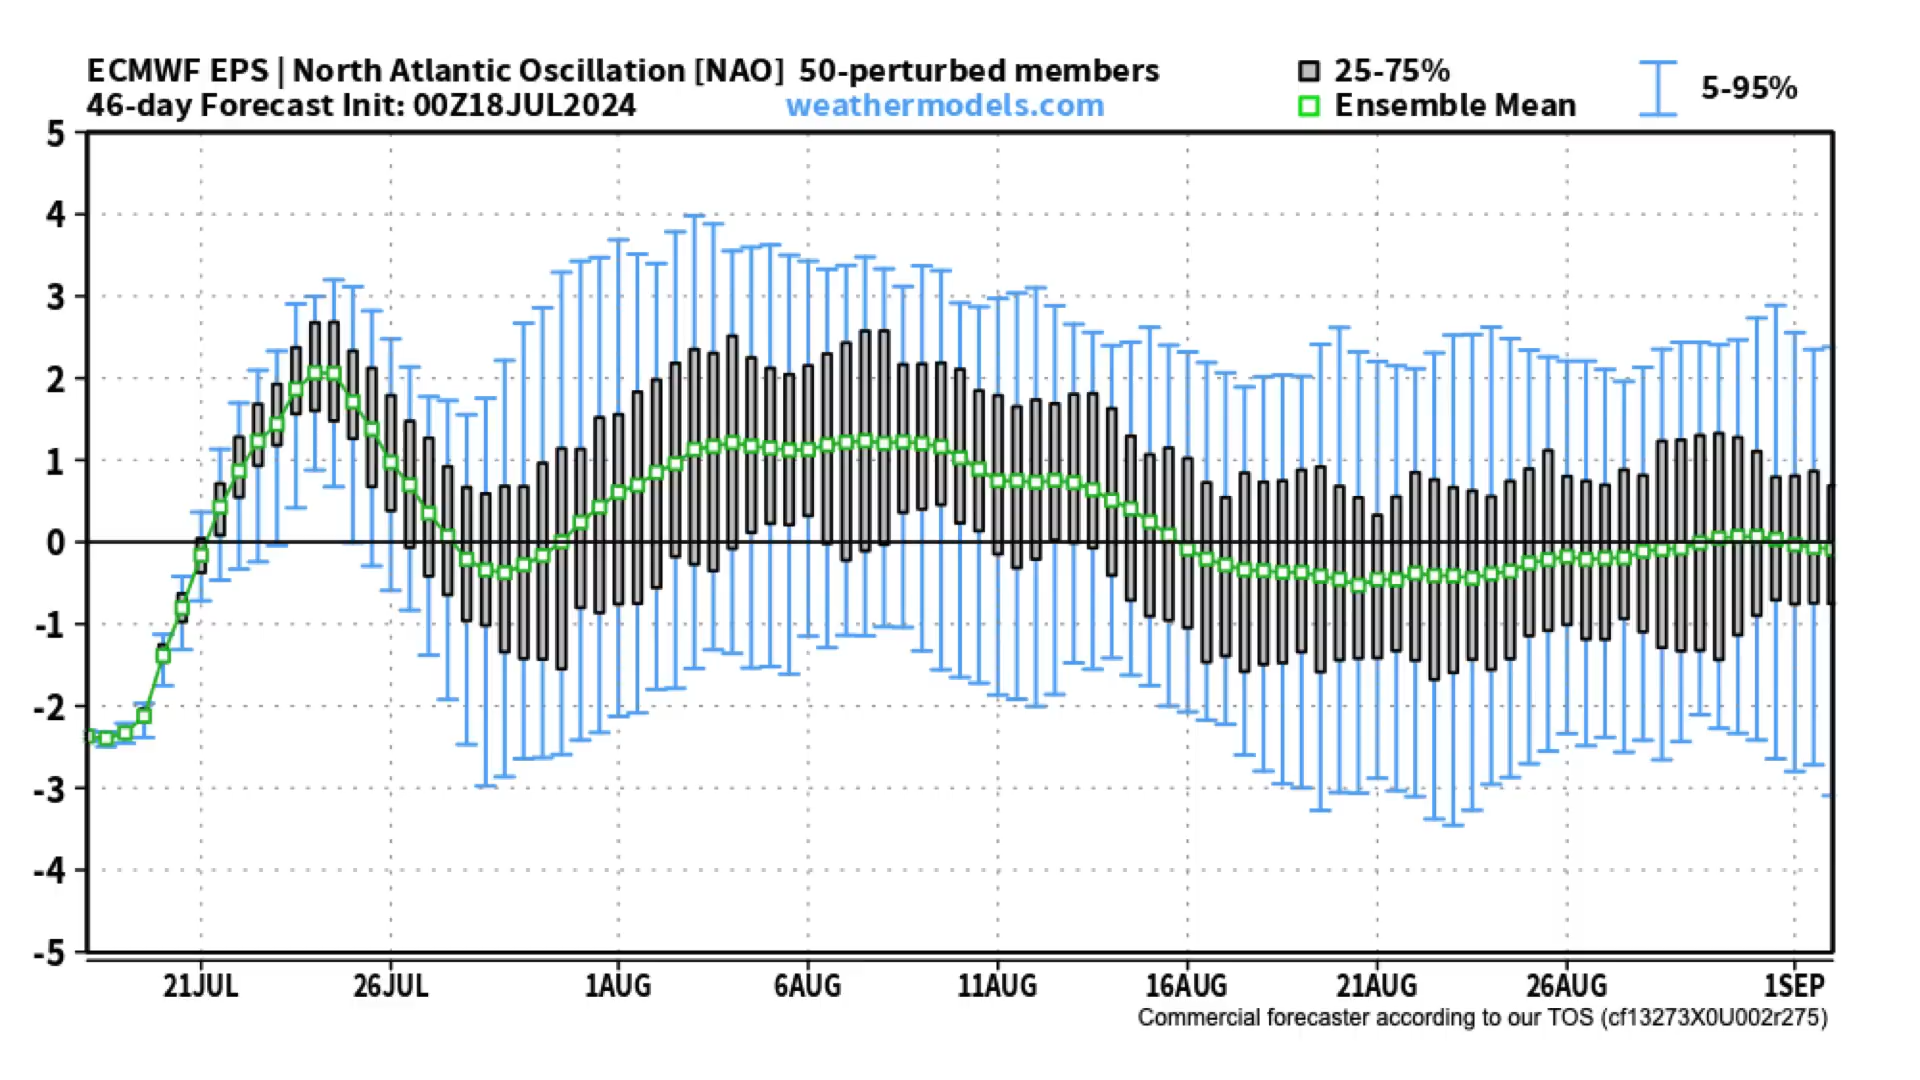 ECMWF EPS | North Atlantic Oscillation [NAO] 50-perturbed members
46-day Forecast Init: 00Z18JUL2024 weathermodels.com
25-75%
Ensemble Mean
5-95%
5
4
3
2
1
0
-1
-2
-3
-4
-5
21JUL 26JUL 1AUG 6AUG 11AUG 16AUG 21AUG 26AUG 1SEP
Commercial forecaster according to our TOS (cf13273X0U002r275)